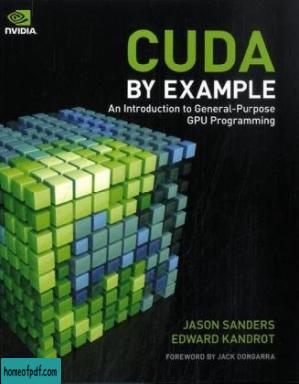 NVIDIA.
CUDA
BY EXAMPLE
An Introduction to General-Purpose
GPU Programming
JASON SANDERS
EDWARD KANDROT
FOREWORD BY JACK DONGARRA
homeofpdf.com